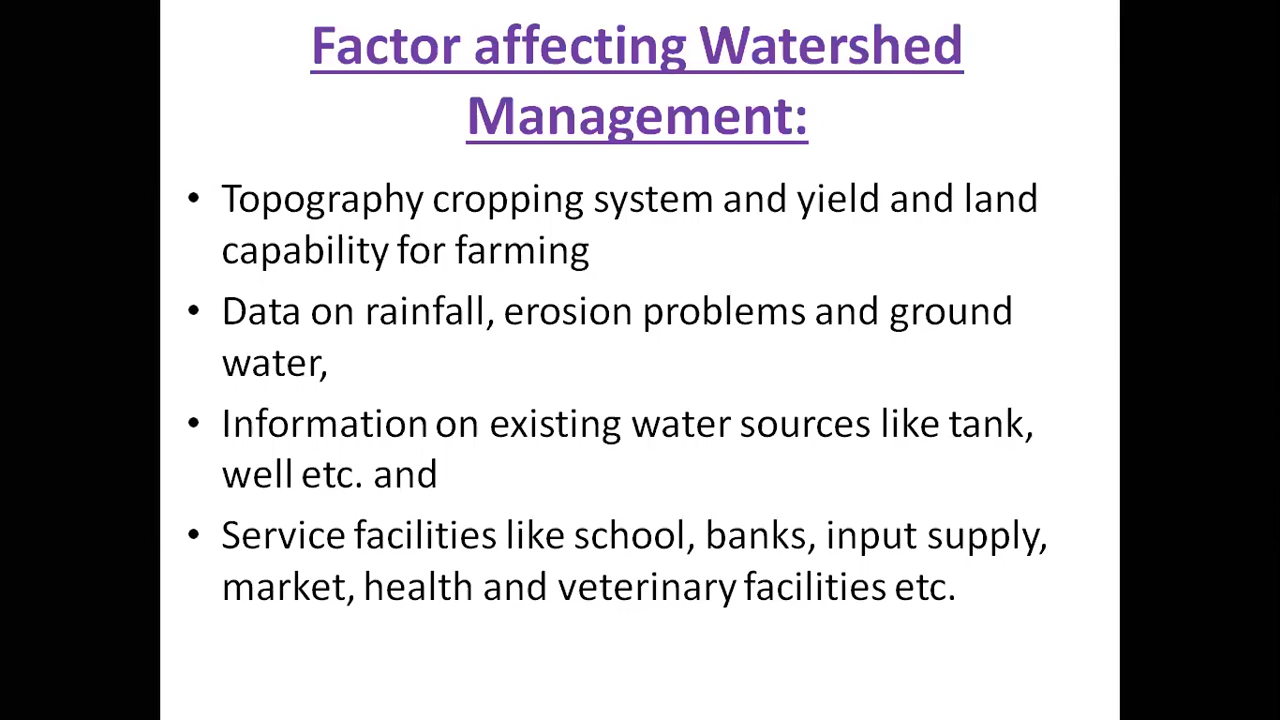 Factor affecting Watershed
Management:
• Topography cropping system and yield and land
capability for farming
• Data on rainfall, erosion problems and ground
water,
• Information on existing water sources like tank,
well etc. and
• Service facilities like school, banks, input supply,
market, health and veterinary facilities etc.